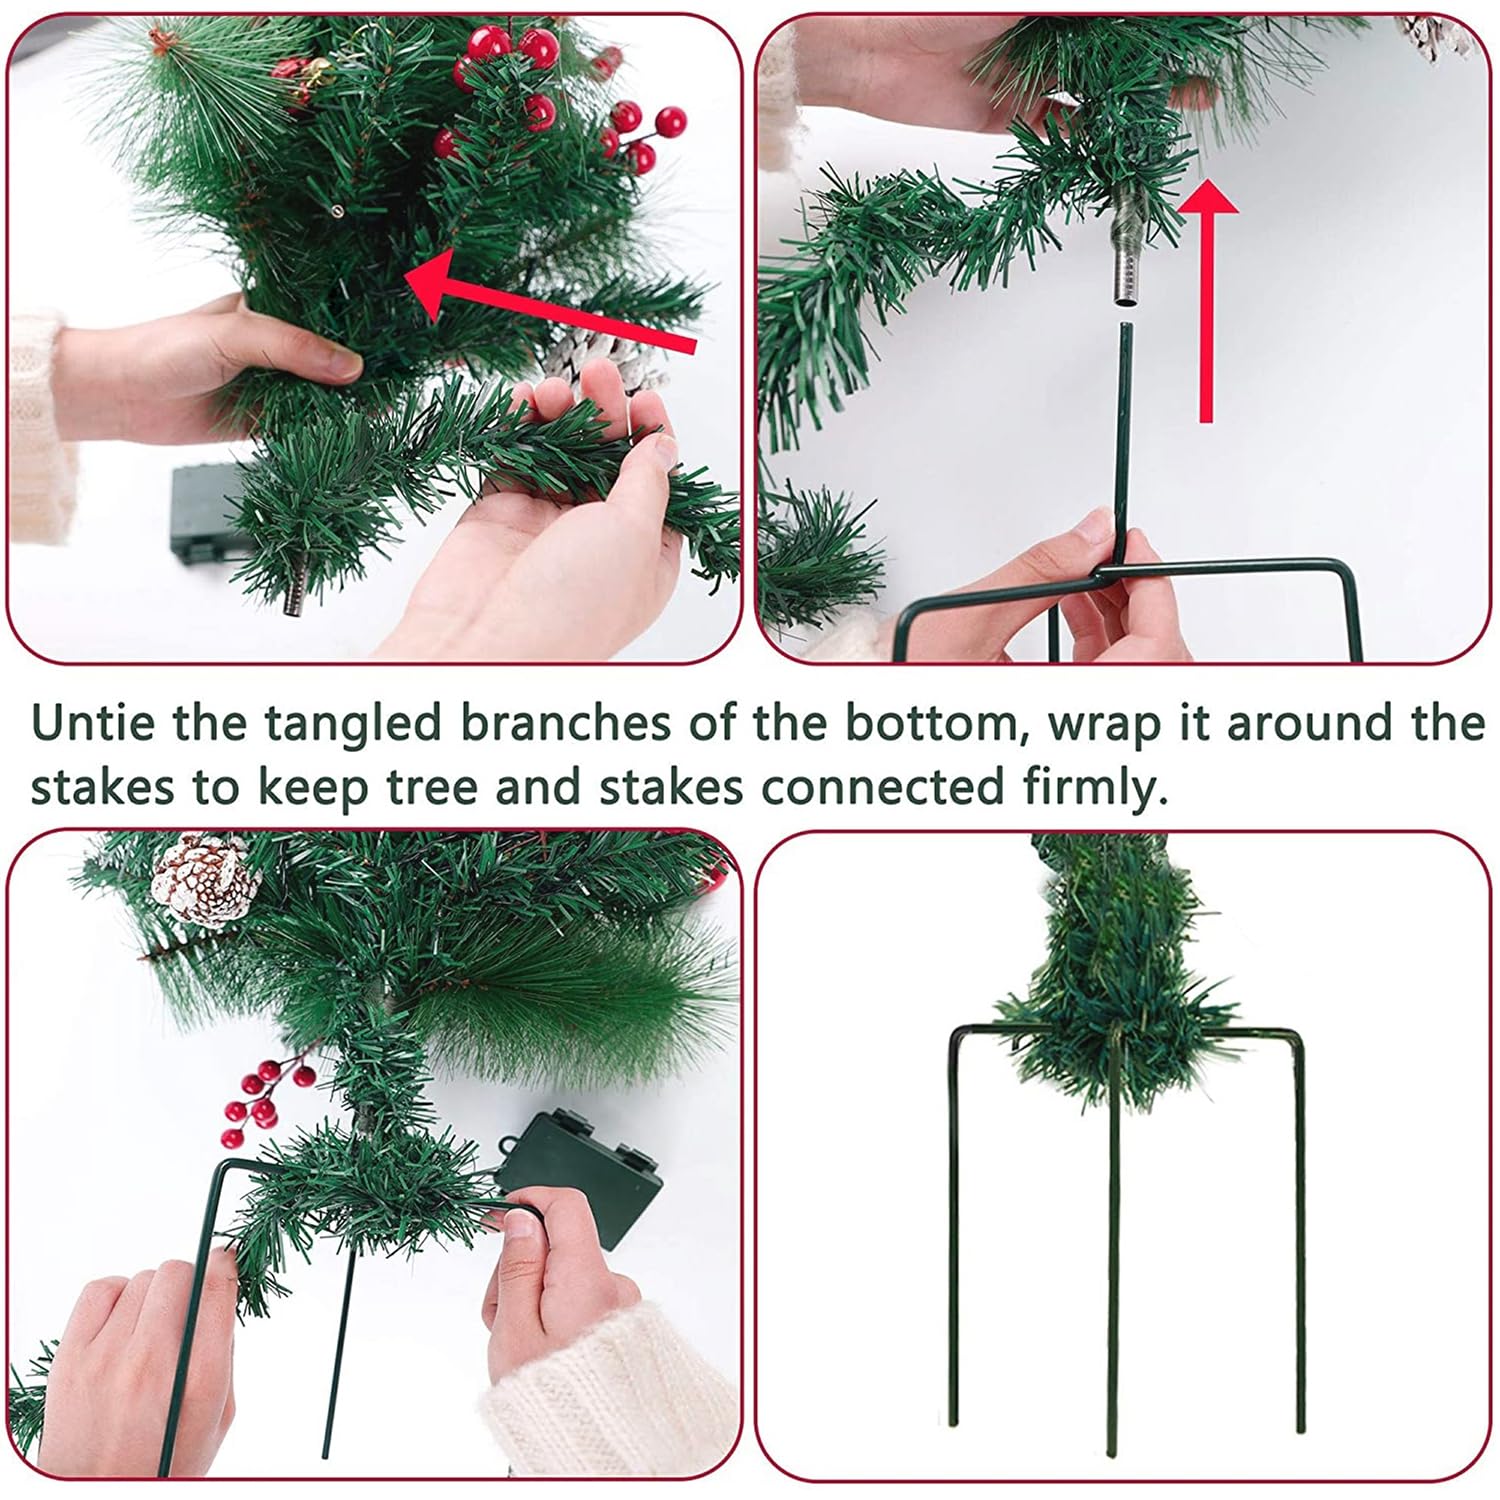 Untie the tangled branches of the bottom, wrap it around the
stakes to keep tree and stakes connected firmly.